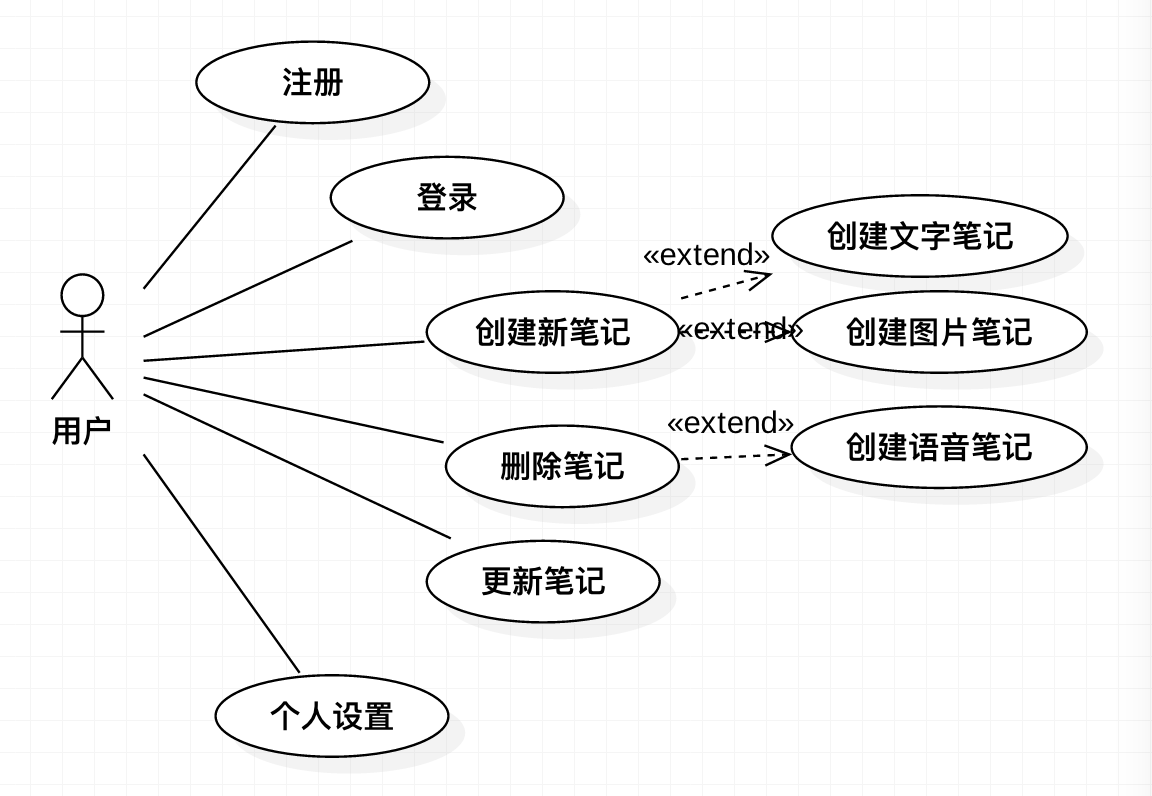 注册
登录
«extend»
创建文字笔记
创建新笔记
«extend»
创建图片笔记
用户
«extend»
创建语音笔记
删除笔记
更新笔记
个人设置